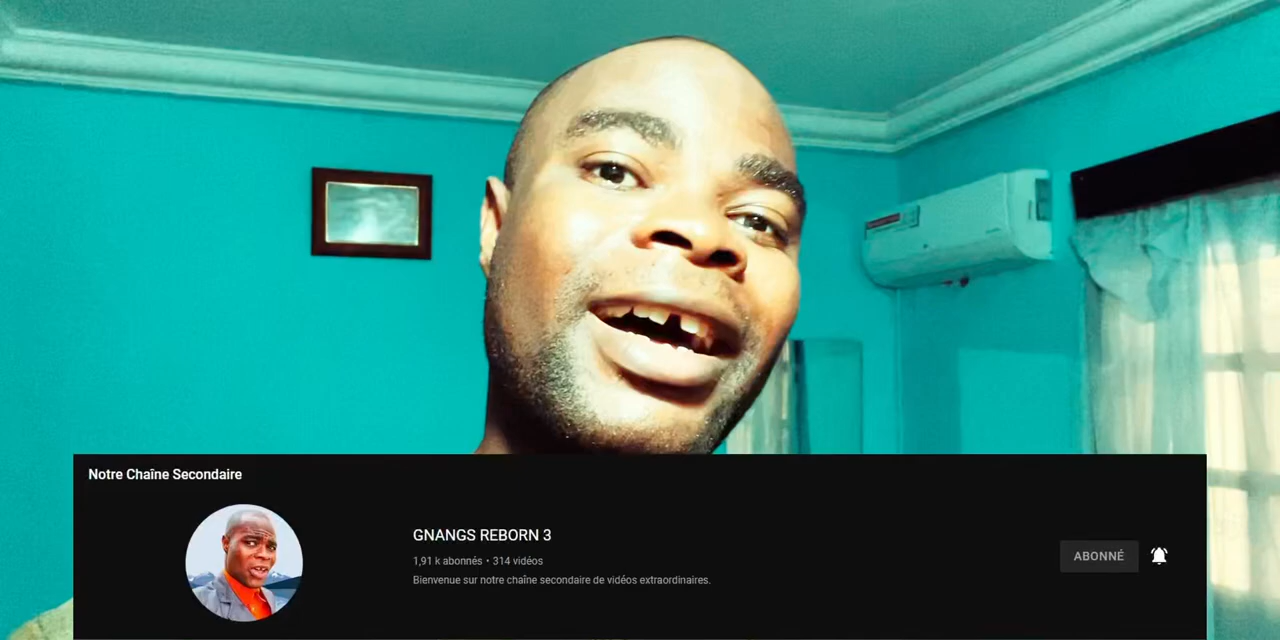 Notre Chaîne Secondaire
GNANGS REBORN 3
1,91 k abonnés • 314 vidéos
ABONNÉ
Bienvenue sur notre chaîne secondaire de vidéos extraordinaires.